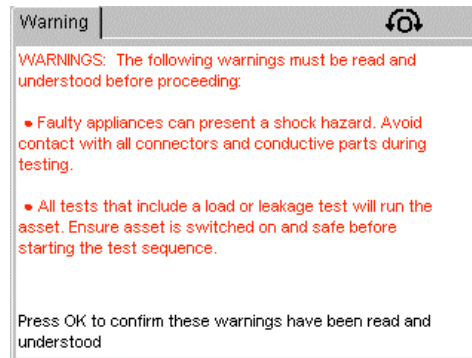 Warning
WARNINGS: The following warnings must be read and
understood before proceeding:
• Faulty appliances can present a shock hazard. Avoid
contact with all connectors and conductive parts during
testing.
• All tests that include a load or leakage test will run the
asset. Ensure asset is switched on and safe before
starting the test sequence.
Press OK to confirm these warnings have been read and
understood